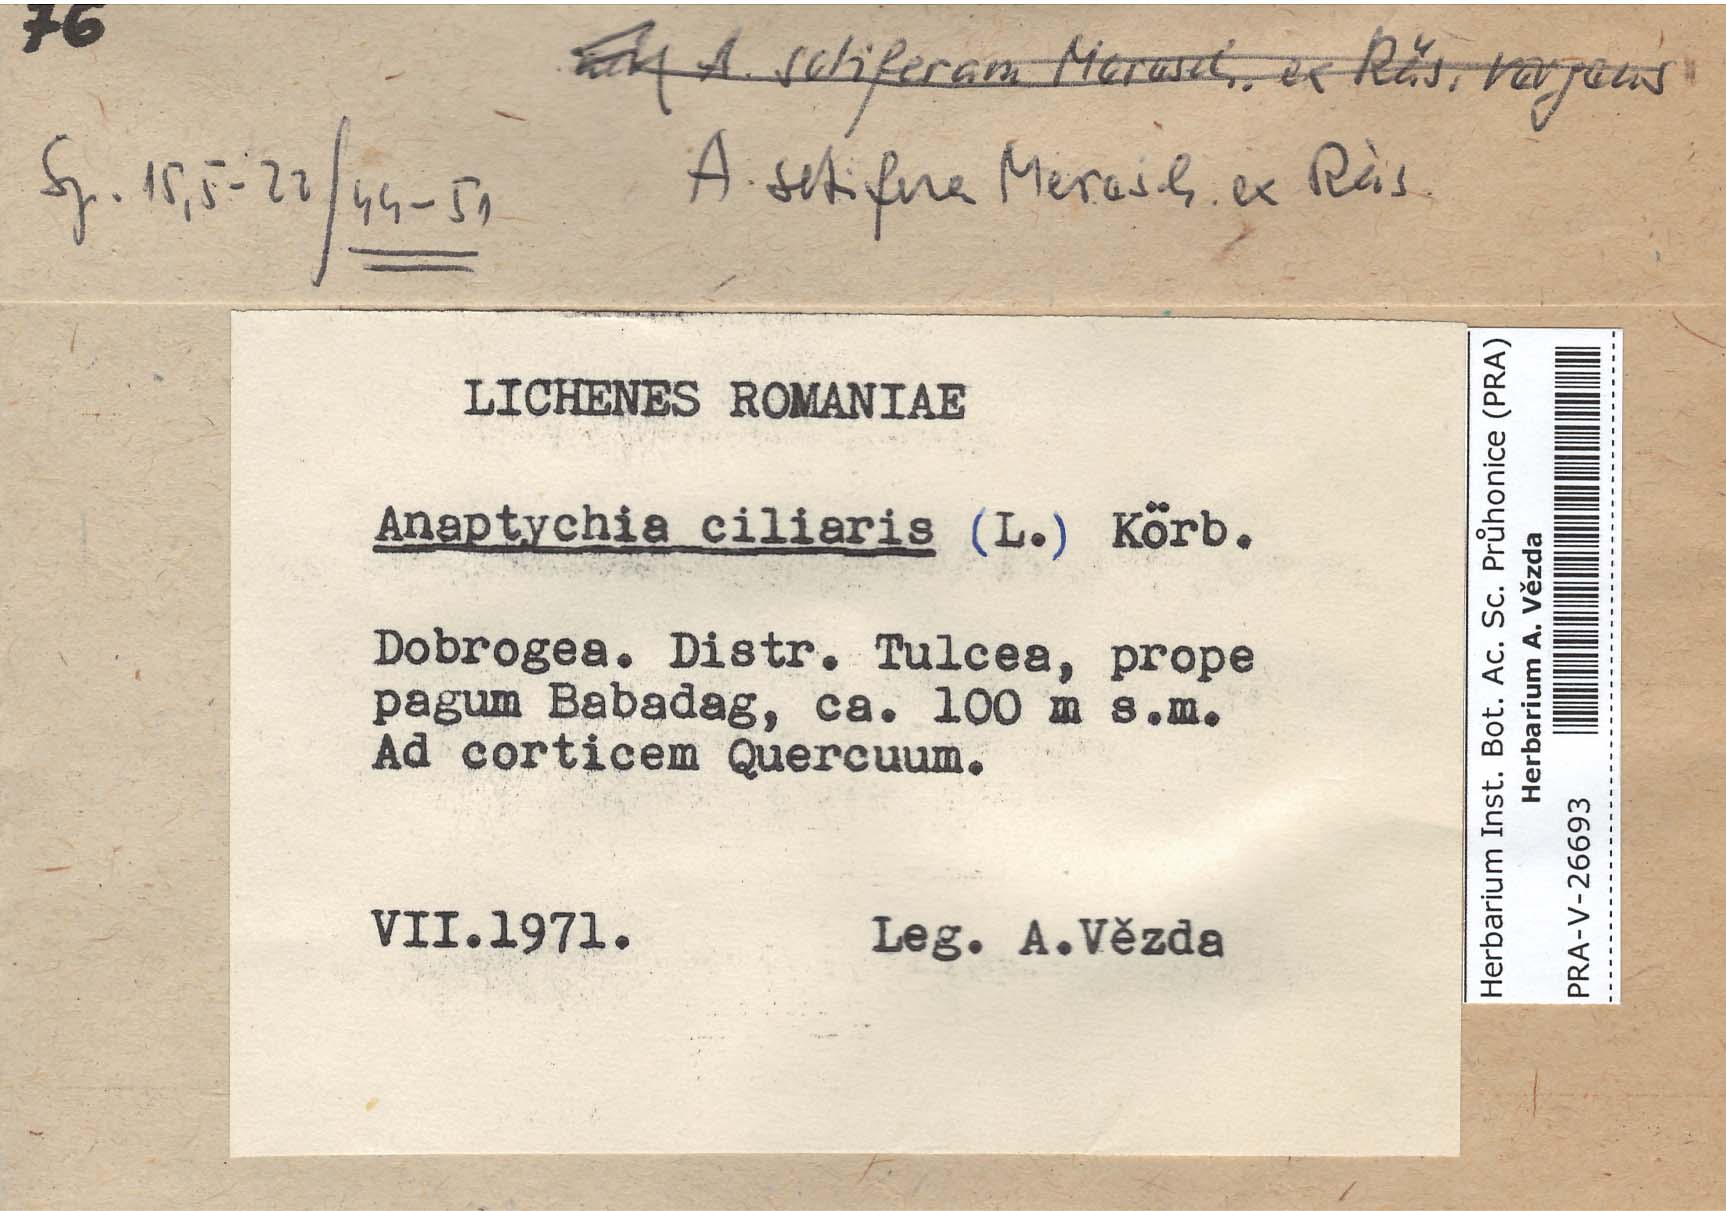 76
A. setiferam Meresch. ex Räs. vergens
Sp. 15,5-22/44-51
A. setifera Meresch. ex Räs.
LICHENES ROMANIAE
Anaptychia ciliaris (L.) Körb.
Dobrogea. Distr. Tulcea, prope
pagum Babadag, ca. 100 m s.m.
Ad corticem Quercuum.
VII.1971. Leg. A.Vězda
Herbarium Inst. Bot. Ac. Sc. Průhonice (PRA)
Herbarium A. Vězda
PRA-V-26693